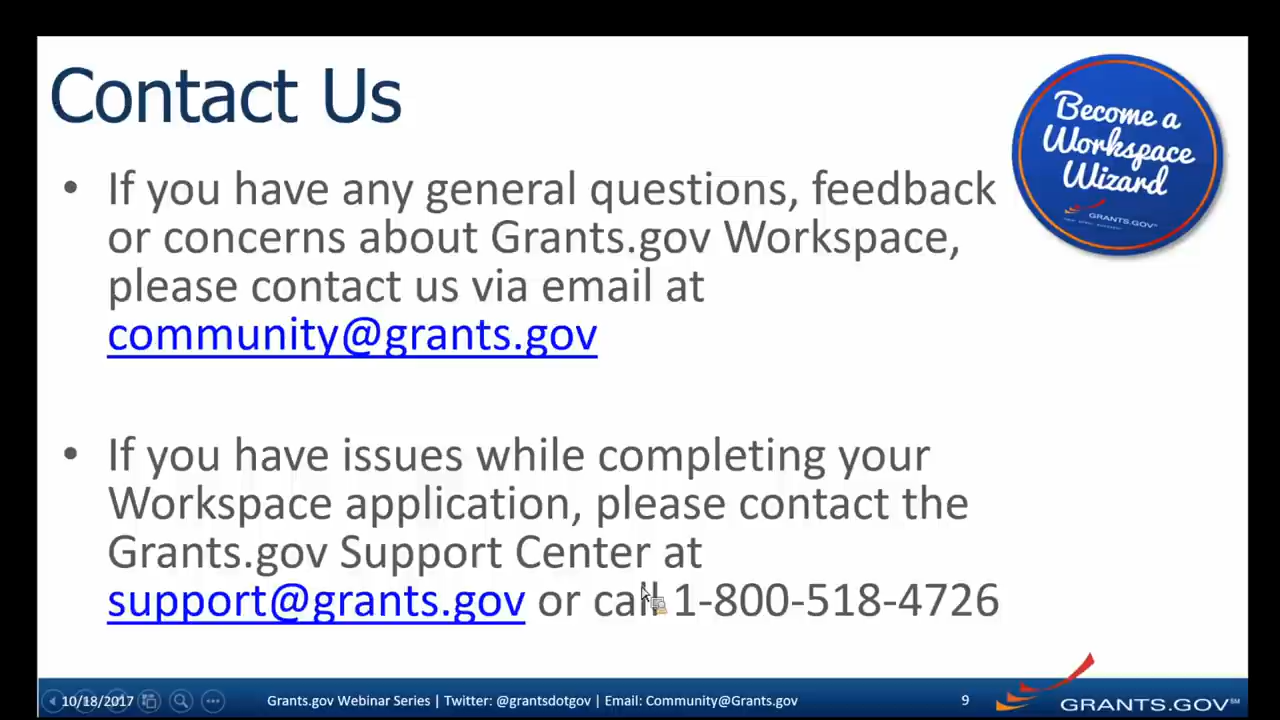 Contact Us
Become a
Workspace
Wizard
GRANTS.GOV
• If you have any general questions, feedback
or concerns about Grants.gov Workspace,
please contact us via email at
community@grants.gov
• If you have issues while completing your
Workspace application, please contact the
Grants.gov Support Center at
support@grants.gov or call 1-800-518-4726
10/18/2017 Grants.gov Webinar Series | Twitter: @grantsdotgov | Email: Community@Grants.gov 9 GRANTS.GOV